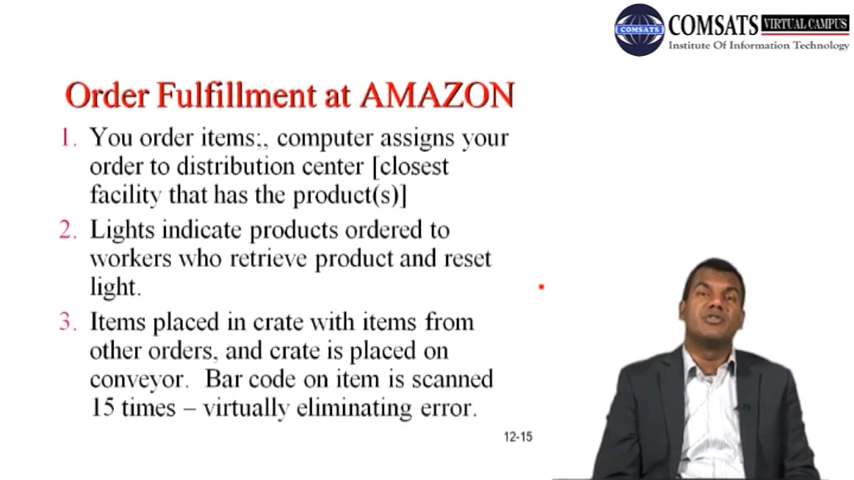 COMSATS VIRTUAL CAMPUS
COMSATS
Institute Of Information Technology
Order Fulfillment at AMAZON
1. You order items;, computer assigns your
order to distribution center [closest
facility that has the product(s)]
2. Lights indicate products ordered to
workers who retrieve product and reset
light.
3. Items placed in crate with items from
other orders, and crate is placed on
conveyor. Bar code on item is scanned
15 times – virtually eliminating error.
12-15